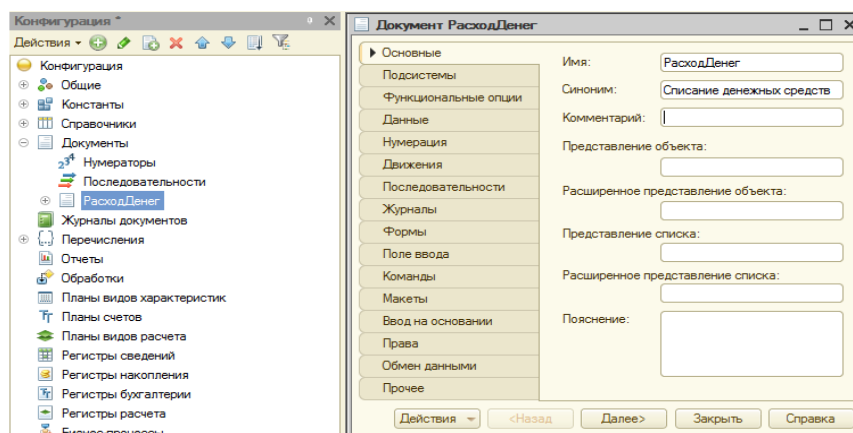 Конфигурация *
Действия
Конфигурация
Общие
Константы
Справочники
Документы
Нумераторы
Последовательности
РасходДенег
Журналы документов
Перечисления
Отчеты
Обработки
Планы видов характеристик
Планы счетов
Планы видов расчета
Регистры сведений
Регистры накопления
Регистры бухгалтерии
Регистры расчета
Бизнес-процессы
Документ РасходДенег
Основные
Подсистемы
Функциональные опции
Данные
Нумерация
Движения
Последовательности
Журналы
Формы
Поле ввода
Команды
Макеты
Ввод на основании
Права
Обмен данными
Прочее
Имя: РасходДенег
Синоним: Списание денежных средств
Комментарий:
Представление объекта:
Расширенное представление объекта:
Представление списка:
Расширенное представление списка:
Пояснение:
Действия <Назад Далее> Закрыть Справка